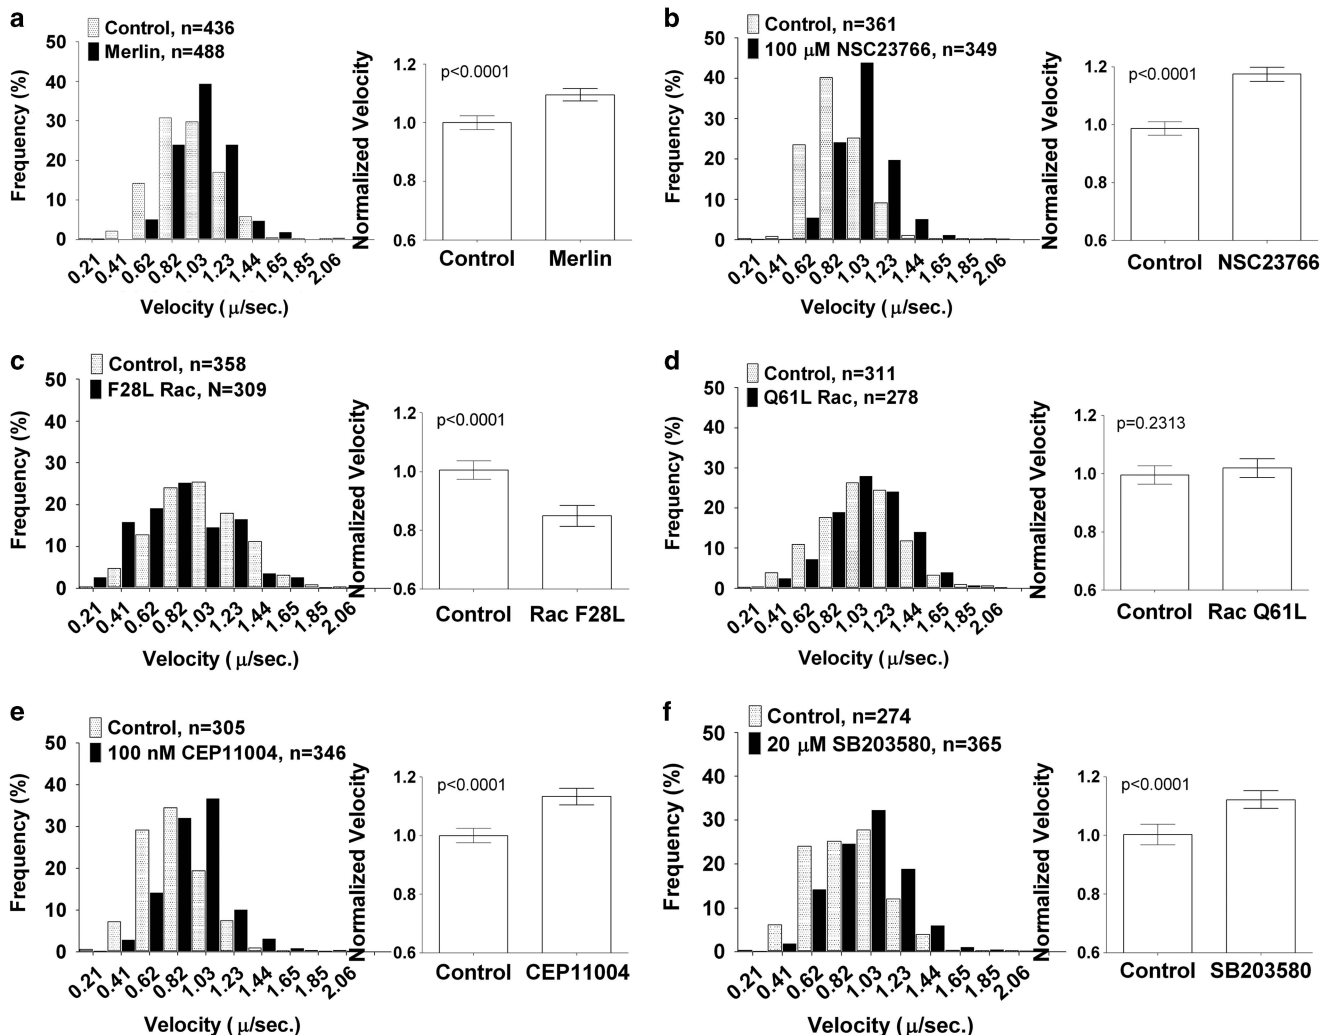 a
Control, n=436
Merlin, n=488
Frequency (%)
50
40
30
20
10
0
0.21
0.41
0.62
0.82
1.03
1.23
1.44
1.65
1.85
2.06
Velocity ( μ/sec.)
Normalized Velocity
1.2
1.0
0.8
0.6
p<0.0001
Control
Merlin
b
Control, n=361
100 μM NSC23766, n=349
Frequency (%)
50
40
30
20
10
0
0.21
0.41
0.62
0.82
1.03
1.23
1.44
1.65
1.85
2.06
Velocity ( μ/sec.)
Normalized Velocity
1.2
1.0
0.8
0.6
p<0.0001
Control
NSC23766
c
Control, n=358
F28L Rac, N=309
Frequency (%)
50
40
30
20
10
0
0.21
0.41
0.62
0.82
1.03
1.23
1.44
1.65
1.85
2.06
Velocity ( μ/sec.)
Normalized Velocity
1.2
1.0
0.8
0.6
p<0.0001
Control
Rac F28L
d
Control, n=311
Q61L Rac, n=278
Frequency (%)
50
40
30
20
10
0
0.21
0.41
0.62
0.82
1.03
1.23
1.44
1.65
1.85
2.06
Velocity ( μ/sec.)
Normalized Velocity
1.2
1.0
0.8
0.6
p=0.2313
Control
Rac Q61L
e
Control, n=305
100 nM CEP11004, n=346
Frequency (%)
50
40
30
20
10
0
0.21
0.41
0.62
0.82
1.03
1.23
1.44
1.65
1.85
2.06
Velocity ( μ/sec.)
Normalized Velocity
1.2
1.0
0.8
0.6
p<0.0001
Control
CEP11004
f
Control, n=274
20 μM SB203580, n=365
Frequency (%)
50
40
30
20
10
0
0.21
0.41
0.62
0.82
1.03
1.23
1.44
1.65
1.85
2.06
Velocity ( μ/sec.)
Normalized Velocity
1.2
1.0
0.8
0.6
p<0.0001
Control
SB203580